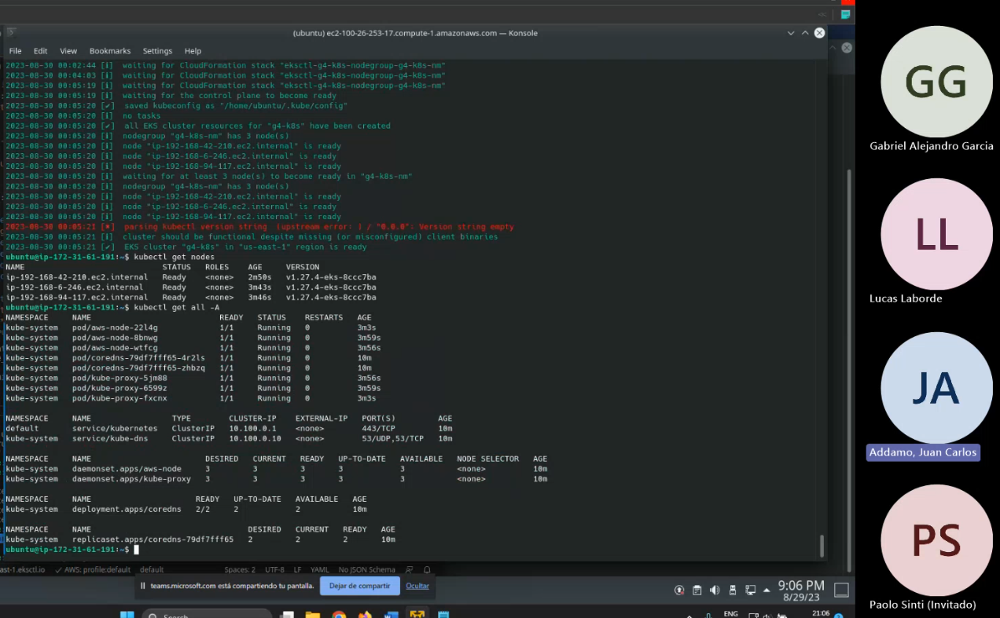 (ubuntu) ec2-100-26-253-17.compute-1.amazonaws.com — Konsole
File Edit View Bookmarks Settings Help
2023-08-30 00:02:44 [ℹ] waiting for CloudFormation stack "eksctl-g4-k8s-nodegroup-g4-k8s-nm"
2023-08-30 00:04:03 [ℹ] waiting for CloudFormation stack "eksctl-g4-k8s-nodegroup-g4-k8s-nm"
2023-08-30 00:05:19 [ℹ] waiting for CloudFormation stack "eksctl-g4-k8s-nodegroup-g4-k8s-nm"
2023-08-30 00:05:19 [ℹ] waiting for the control plane to become ready
2023-08-30 00:05:20 [✔] saved kubeconfig as "/home/ubuntu/.kube/config"
2023-08-30 00:05:20 [ℹ] no tasks
2023-08-30 00:05:20 [✔] all EKS cluster resources for "g4-k8s" have been created
2023-08-30 00:05:20 [ℹ] nodegroup "g4-k8s-nm" has 3 node(s)
2023-08-30 00:05:20 [ℹ] node "ip-192-168-42-210.ec2.internal" is ready
2023-08-30 00:05:20 [ℹ] node "ip-192-168-6-246.ec2.internal" is ready
2023-08-30 00:05:20 [ℹ] node "ip-192-168-94-117.ec2.internal" is ready
2023-08-30 00:05:20 [ℹ] waiting for at least 3 node(s) to become ready in "g4-k8s-nm"
2023-08-30 00:05:20 [ℹ] nodegroup "g4-k8s-nm" has 3 node(s)
2023-08-30 00:05:20 [ℹ] node "ip-192-168-42-210.ec2.internal" is ready
2023-08-30 00:05:20 [ℹ] node "ip-192-168-6-246.ec2.internal" is ready
2023-08-30 00:05:20 [ℹ] node "ip-192-168-94-117.ec2.internal" is ready
2023-08-30 00:05:21 [✖] parsing kubectl version string (upstream error: ) / "0.0.0": Version string empty
2023-08-30 00:05:21 [ℹ] cluster should be functional despite missing (or misconfigured) client binaries
2023-08-30 00:05:21 [✔] EKS cluster "g4-k8s" in "us-east-1" region is ready
ubuntu@ip-172-31-61-191:~$ kubectl get nodes
NAME STATUS ROLES AGE VERSION
ip-192-168-42-210.ec2.internal Ready <none> 2m50s v1.27.4-eks-8ccc7ba
ip-192-168-6-246.ec2.internal Ready <none> 3m43s v1.27.4-eks-8ccc7ba
ip-192-168-94-117.ec2.internal Ready <none> 3m46s v1.27.4-eks-8ccc7ba
ubuntu@ip-172-31-61-191:~$ kubectl get all -A
NAMESPACE NAME READY STATUS RESTARTS AGE
kube-system pod/aws-node-22l4g 1/1 Running 0 3m3s
kube-system pod/aws-node-8bnwg 1/1 Running 0 3m59s
kube-system pod/aws-node-wtfcg 1/1 Running 0 3m56s
kube-system pod/coredns-79df7fff65-4r2ls 1/1 Running 0 10m
kube-system pod/coredns-79df7fff65-zhbzq 1/1 Running 0 10m
kube-system pod/kube-proxy-5jm88 1/1 Running 0 3m56s
kube-system pod/kube-proxy-6599z 1/1 Running 0 3m59s
kube-system pod/kube-proxy-fxcnx 1/1 Running 0 3m3s
NAMESPACE NAME TYPE CLUSTER-IP EXTERNAL-IP PORT(S) AGE
default service/kubernetes ClusterIP 10.100.0.1 <none> 443/TCP 10m
kube-system service/kube-dns ClusterIP 10.100.0.10 <none> 53/UDP,53/TCP 10m
NAMESPACE NAME DESIRED CURRENT READY UP-TO-DATE AVAILABLE NODE SELECTOR AGE
kube-system daemonset.apps/aws-node 3 3 3 3 3 <none> 10m
kube-system daemonset.apps/kube-proxy 3 3 3 3 3 <none> 10m
NAMESPACE NAME READY UP-TO-DATE AVAILABLE AGE
kube-system deployment.apps/coredns 2/2 2 2 10m
NAMESPACE NAME DESIRED CURRENT READY AGE
kube-system replicaset.apps/coredns-79df7fff65 2 2 2 10m
ubuntu@ip-172-31-61-191:~$
ast-1.eksctl.io AWS: profile:default default Spaces: 2 UTF-8 LF YAML No JSON Schema
teams.microsoft.com está compartiendo tu pantalla. Dejar de compartir Ocultar
9:06 PM
8/29/23
Search
ENG
21:06
GG
Gabriel Alejandro Garcia
LL
Lucas Laborde
JA
Addamo, Juan Carlos
PS
Paolo Sinti (Invitado)